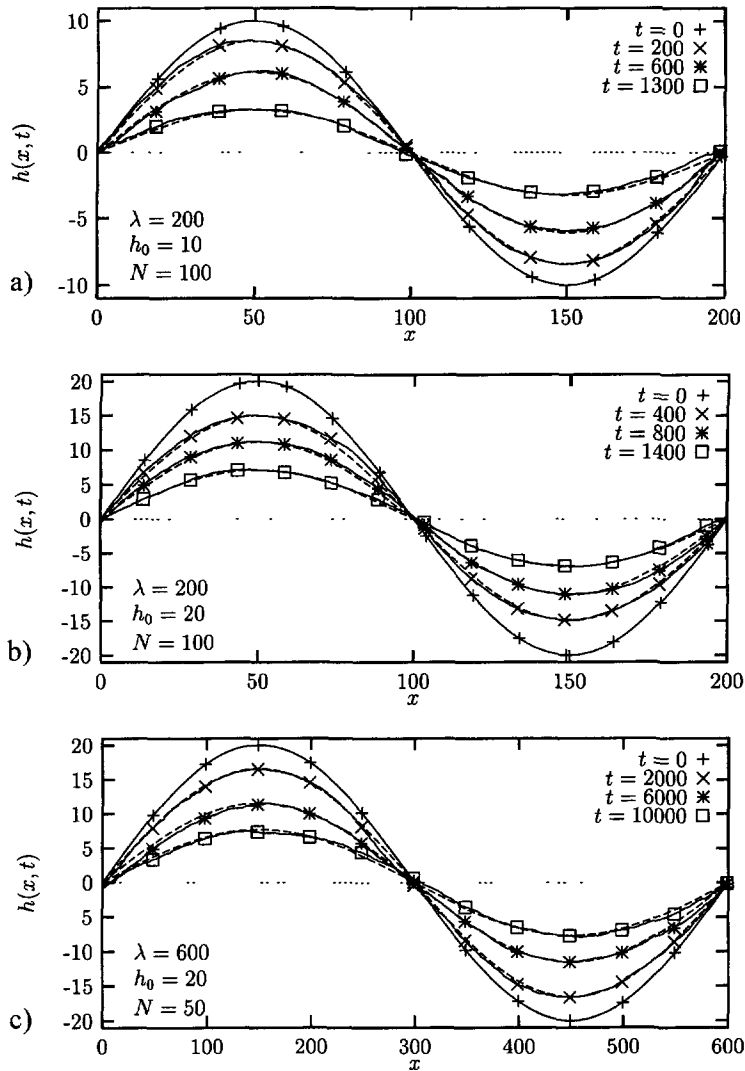 10
5
0
-5
-10
h(x, t)
t = 0 +
t = 200 ×
t = 600 ∗
t = 1300 □
λ = 200
h₀ = 10
N = 100
a)
0
50
100
150
200
x
20
15
10
5
0
-5
-10
-15
-20
h(x, t)
t = 0 +
t = 400 ×
t = 800 ∗
t = 1400 □
λ = 200
h₀ = 20
N = 100
b)
0
50
100
150
200
x
20
15
10
5
0
5
-10
-15
-20
h(x, t)
t = 0 +
t = 2000 ×
t = 6000 ∗
t = 10000 □
λ = 600
h₀ = 20
N = 50
c)
0
100
200
300
400
500
600
x